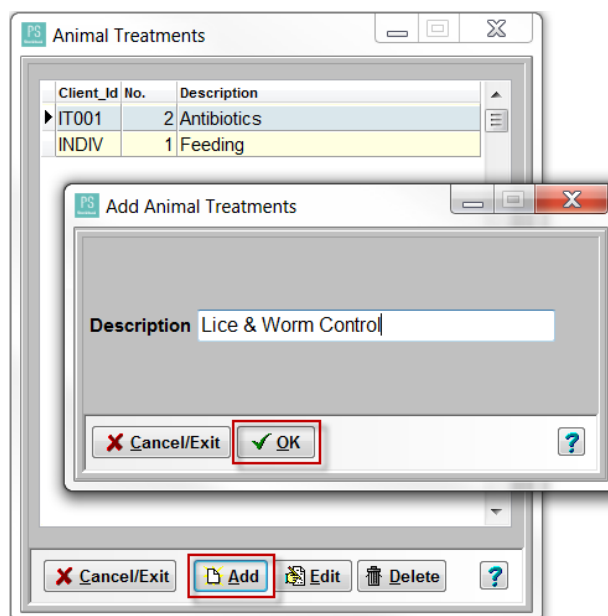 PS Animal Treatments
Client_Id No. Description
IT001 2 Antibiotics
INDIV 1 Feeding
PS Add Animal Treatments
Description Lice & Worm Control
Cancel/Exit OK ?
Cancel/Exit Add Edit Delete ?